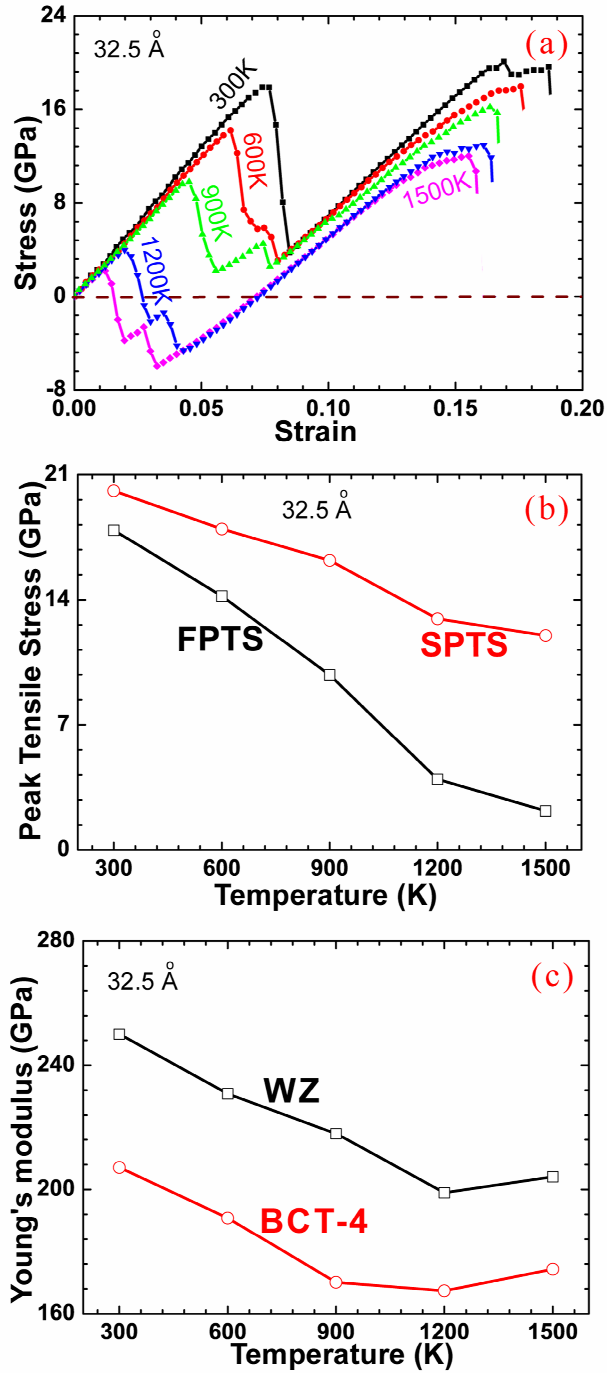 24
32.5 Å
(a)
300K
600K
900K
1200K
1500K
16
8
0
-8
Stress (GPa)
0.00
0.05
0.10
0.15
0.20
Strain
21
32.5 Å
(b)
14
FPTS
SPTS
7
0
Peak Tensile Stress (GPa)
300
600
900
1200
1500
Temperature (K)
280
32.5 Å
(c)
240
WZ
200
BCT-4
160
Young's modulus (GPa)
300
600
900
1200
1500
Temperature (K)